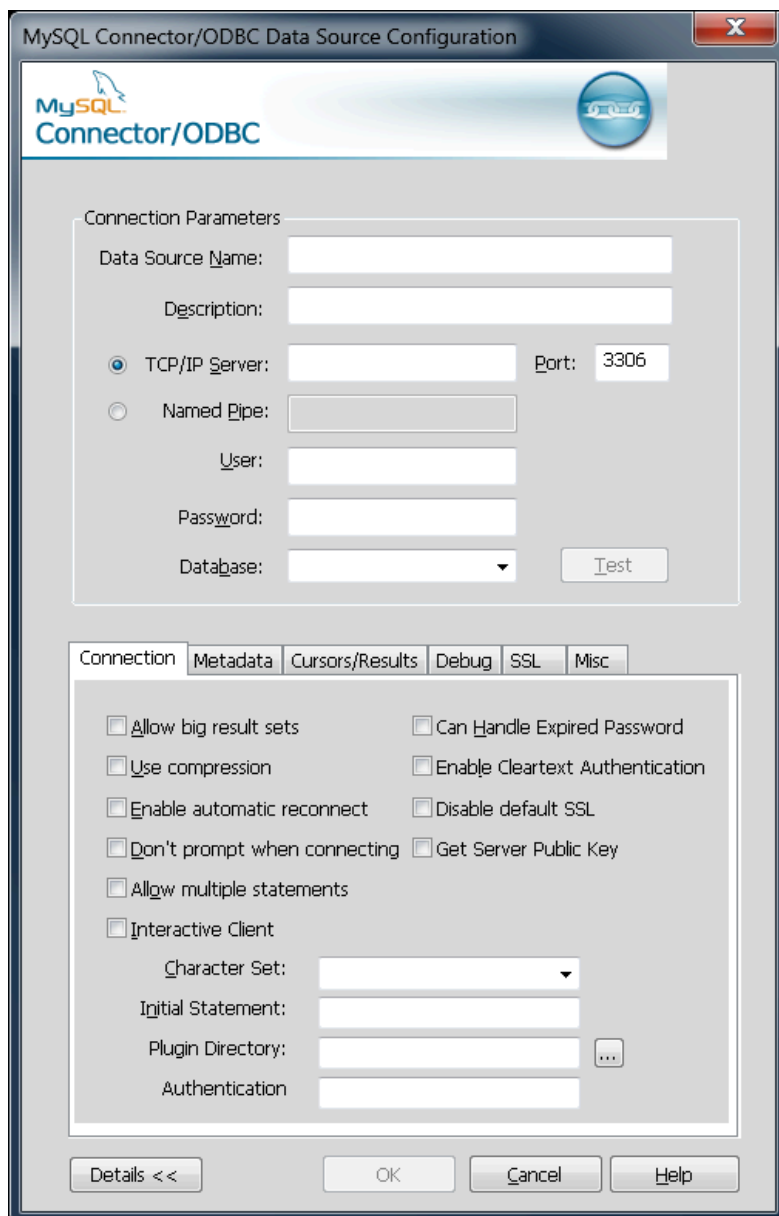 MySQL Connector/ODBC Data Source Configuration
X
MySQL
Connector/ODBC
Connection Parameters
Data Source Name:
Description:
TCP/IP Server: Port: 3306
Named Pipe:
User:
Password:
Database: Test
Connection Metadata Cursors/Results Debug SSL Misc
Allow big result sets Can Handle Expired Password
Use compression Enable Cleartext Authentication
Enable automatic reconnect Disable default SSL
Don't prompt when connecting Get Server Public Key
Allow multiple statements
Interactive Client
Character Set:
Initial Statement:
Plugin Directory: ...
Authentication
Details << OK Cancel Help